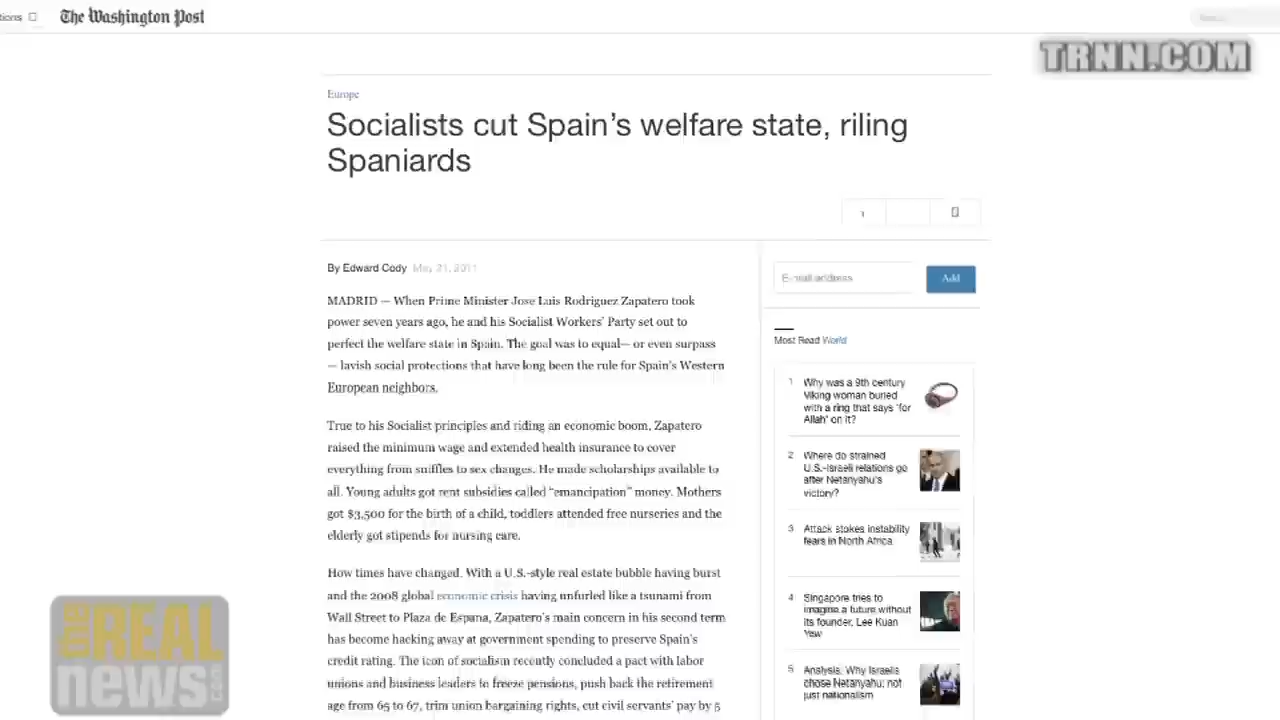 tions
The Washington Post
TRNN.COM
Europe
Socialists cut Spain's welfare state, riling
Spaniards
By Edward Cody May 21, 2011
E-mail address
Add
MADRID — When Prime Minister Jose Luis Rodriguez Zapatero took
power seven years ago, he and his Socialist Workers' Party set out to
perfect the welfare state in Spain. The goal was to equal— or even surpass
— lavish social protections that have long been the rule for Spain's Western
European neighbors.
True to his Socialist principles and riding an economic boom, Zapatero
raised the minimum wage and extended health insurance to cover
everything from sniffles to sex changes. He made scholarships available to
all. Young adults got rent subsidies called "emancipation" money. Mothers
got $3,500 for the birth of a child, toddlers attended free nurseries and the
elderly got stipends for nursing care.
How times have changed. With a U.S.-style real estate bubble having burst
and the 2008 global economic crisis having unfurled like a tsunami from
Wall Street to Plaza de Espana, Zapatero's main concern in his second term
has become hacking away at government spending to preserve Spain's
credit rating. The icon of socialism recently concluded a pact with labor
unions and business leaders to freeze pensions, push back the retirement
age from 65 to 67, trim union bargaining rights, cut civil servants' pay by 5
Most Read World
1 Why was a 9th century
Viking woman buried
with a ring that says 'for
Allah' on it?
2 Where do strained
U.S.-Israeli relations go
after Netanyahu's
victory?
3 Attack stokes instability
fears in North Africa
4 Singapore tries to
imagine a future without
its founder, Lee Kuan
Yew
5 Analysis: Why Israelis
chose Netanyahu; not
just nationalism
the REAL
news.com